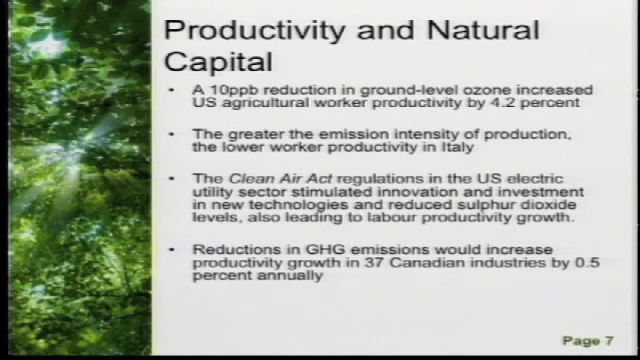 Productivity and Natural
Capital
• A 10ppb reduction in ground-level ozone increased
US agricultural worker productivity by 4.2 percent
• The greater the emission intensity of production,
the lower worker productivity in Italy
• The Clean Air Act regulations in the US electric
utility sector stimulated innovation and investment
in new technologies and reduced sulphur dioxide
levels, also leading to labour productivity growth.
• Reductions in GHG emissions would increase
productivity growth in 37 Canadian industries by 0.5
percent annually
Page 7